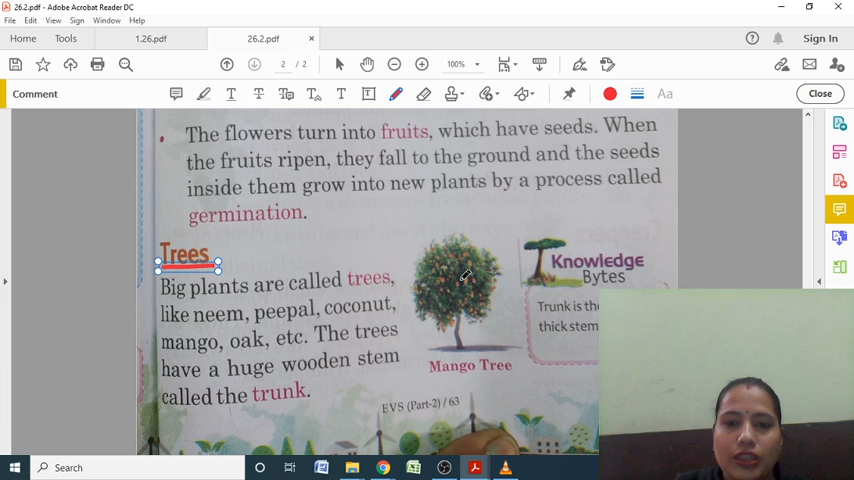 26.2.pdf - Adobe Acrobat Reader DC
File Edit View Sign Window Help
Home Tools 1.26.pdf 26.2.pdf × Sign In
2 / 2 100%
Comment Aa Close
• The flowers turn into fruits, which have seeds. When
the fruits ripen, they fall to the ground and the seeds
inside them grow into new plants by a process called
germination.
Trees
Big plants are called trees,
like neem, peepal, coconut,
mango, oak, etc. The trees
have a huge wooden stem
called the trunk.
Mango Tree
Knowledge
Bytes
Trunk is the
thick stem
EVS (Part-2) / 63
Search